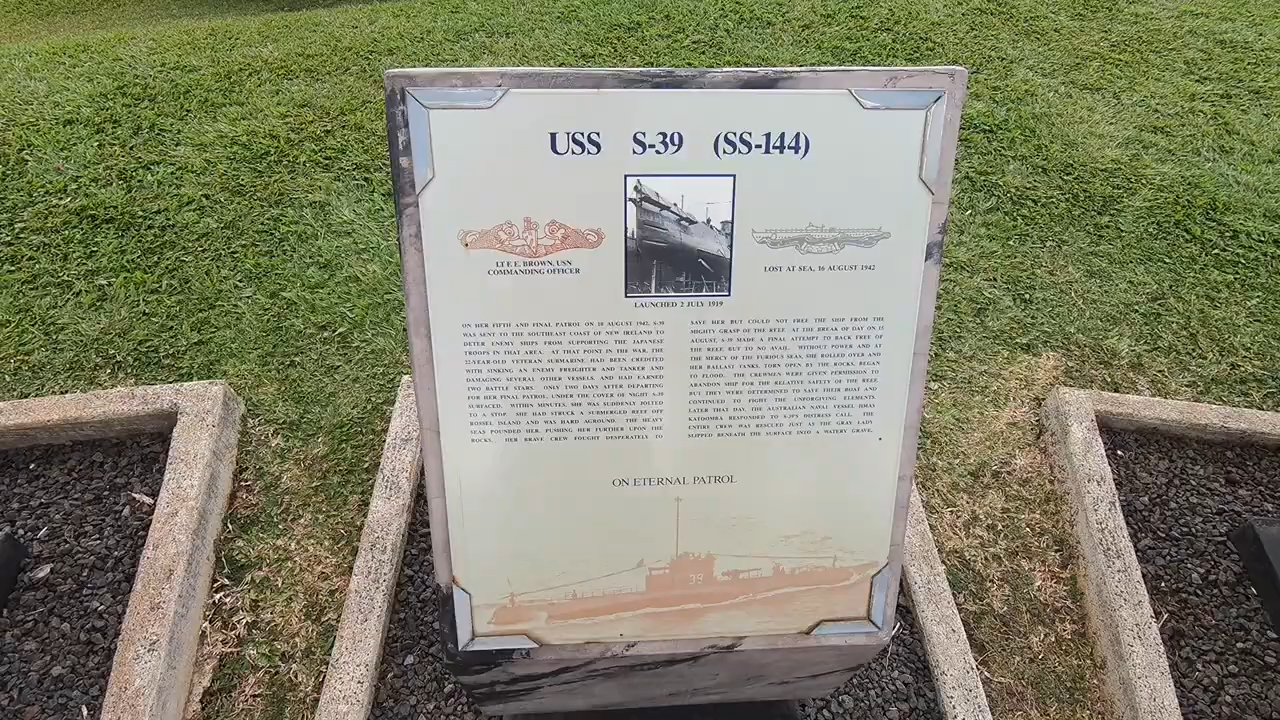 USS S-39 (SS-144)
LT F. E. BROWN, USN
COMMANDING OFFICER
LOST AT SEA, 16 AUGUST 1942
LAUNCHED 2 JULY 1919
ON HER FIFTH AND FINAL PATROL ON 10 AUGUST 1942, S-39
WAS SENT TO THE SOUTHEAST COAST OF NEW IRELAND TO
DETER ENEMY SHIPS FROM SUPPORTING THE JAPANESE
TROOPS IN THAT AREA. AT THAT POINT IN THE WAR, THE
22-YEAR-OLD VETERAN SUBMARINE HAD BEEN CREDITED
WITH SINKING AN ENEMY FREIGHTER AND TANKER AND
DAMAGING SEVERAL OTHER VESSELS, AND HAD EARNED
TWO BATTLE STARS. ONLY TWO DAYS AFTER DEPARTING
FOR HER FINAL PATROL, UNDER THE COVER OF NIGHT S-39
SURFACED. WITHIN MINUTES, SHE WAS SUDDENLY JOLTED
TO A STOP. SHE HAD STRUCK A SUBMERGED REEF OFF
ROSSEL ISLAND AND WAS HARD AGROUND. THE HEAVY
SEAS POUNDED HER, PUSHING HER FURTHER UPON THE
ROCKS. HER BRAVE CREW FOUGHT DESPERATELY TO
SAVE HER BUT COULD NOT FREE THE SHIP FROM THE
MIGHTY GRASP OF THE REEF. AT THE BREAK OF DAY ON 15
AUGUST, S-39 MADE A FINAL ATTEMPT TO BACK FREE OF
THE REEF BUT TO NO AVAIL. WITHOUT POWER AND AT
THE MERCY OF THE FURIOUS SEAS, SHE ROLLED OVER AND
HER BALLAST TANKS, TORN OPEN BY THE ROCKS, BEGAN
TO FLOOD. THE CREWMEN WERE GIVEN PERMISSION TO
ABANDON SHIP FOR THE RELATIVE SAFETY OF THE REEF,
BUT THEY WERE DETERMINED TO SAVE THEIR BOAT AND
CONTINUED TO FIGHT THE UNFORGIVING ELEMENTS.
LATER THAT DAY, THE AUSTRALIAN NAVAL VESSEL HMAS
KATOOMBA RESPONDED TO S-39'S DISTRESS CALL. THE
ENTIRE CREW WAS RESCUED JUST AS THE GRAY LADY
SLIPPED BENEATH THE SURFACE INTO A WATERY GRAVE.
ON ETERNAL PATROL
39